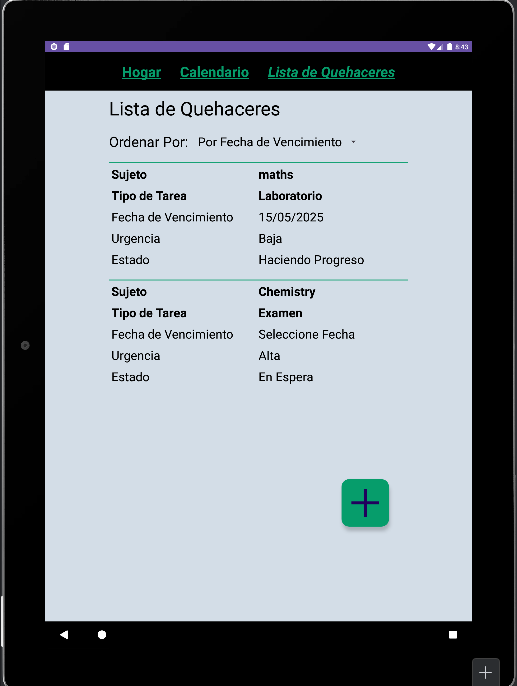 8:43
Hogar Calendario Lista de Quehaceres
Lista de Quehaceres
Ordenar Por: Por Fecha de Vencimiento
Sujeto maths
Tipo de Tarea Laboratorio
Fecha de Vencimiento 15/05/2025
Urgencia Baja
Estado Haciendo Progreso
Sujeto Chemistry
Tipo de Tarea Examen
Fecha de Vencimiento Seleccione Fecha
Urgencia Alta
Estado En Espera